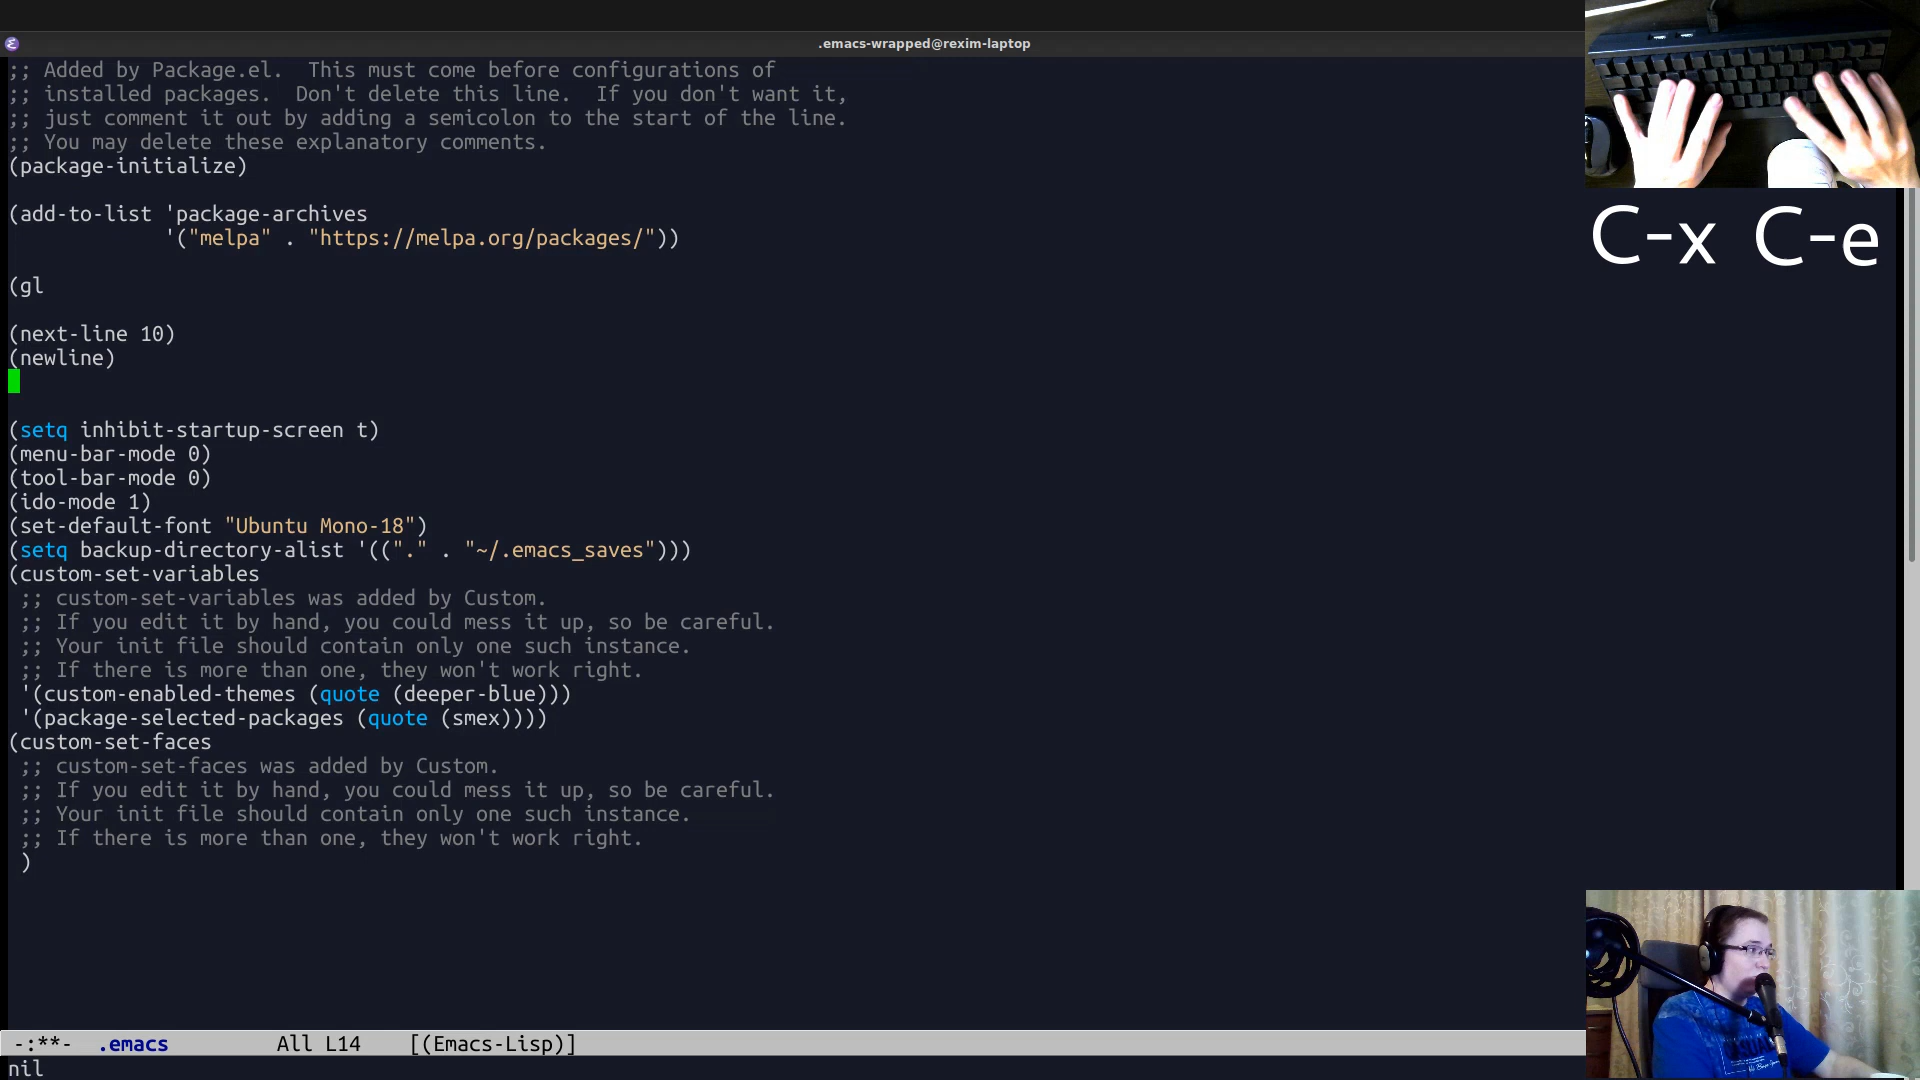 .emacs-wrapped@rexim-laptop
;; Added by Package.el.  This must come before configurations of
;; installed packages.  Don't delete this line.  If you don't want it,
;; just comment it out by adding a semicolon to the start of the line.
;; You may delete these explanatory comments.
(package-initialize)
(add-to-list 'package-archives
             '("melpa" . "https://melpa.org/packages/"))
C-x C-e
(gl
(next-line 10)
(newline)
(setq inhibit-startup-screen t)
(menu-bar-mode 0)
(tool-bar-mode 0)
(ido-mode 1)
(set-default-font "Ubuntu Mono-18")
(setq backup-directory-alist '(("." . "~/.emacs_saves")))
(custom-set-variables
 ;; custom-set-variables was added by Custom.
 ;; If you edit it by hand, you could mess it up, so be careful.
 ;; Your init file should contain only one such instance.
 ;; If there is more than one, they won't work right.
 '(custom-enabled-themes (quote (deeper-blue)))
 '(package-selected-packages (quote (smex))))
(custom-set-faces
 ;; custom-set-faces was added by Custom.
 ;; If you edit it by hand, you could mess it up, so be careful.
 ;; Your init file should contain only one such instance.
 ;; If there is more than one, they won't work right.
 )
-:**-  .emacs         All L14    [(Emacs-Lisp)]
nil